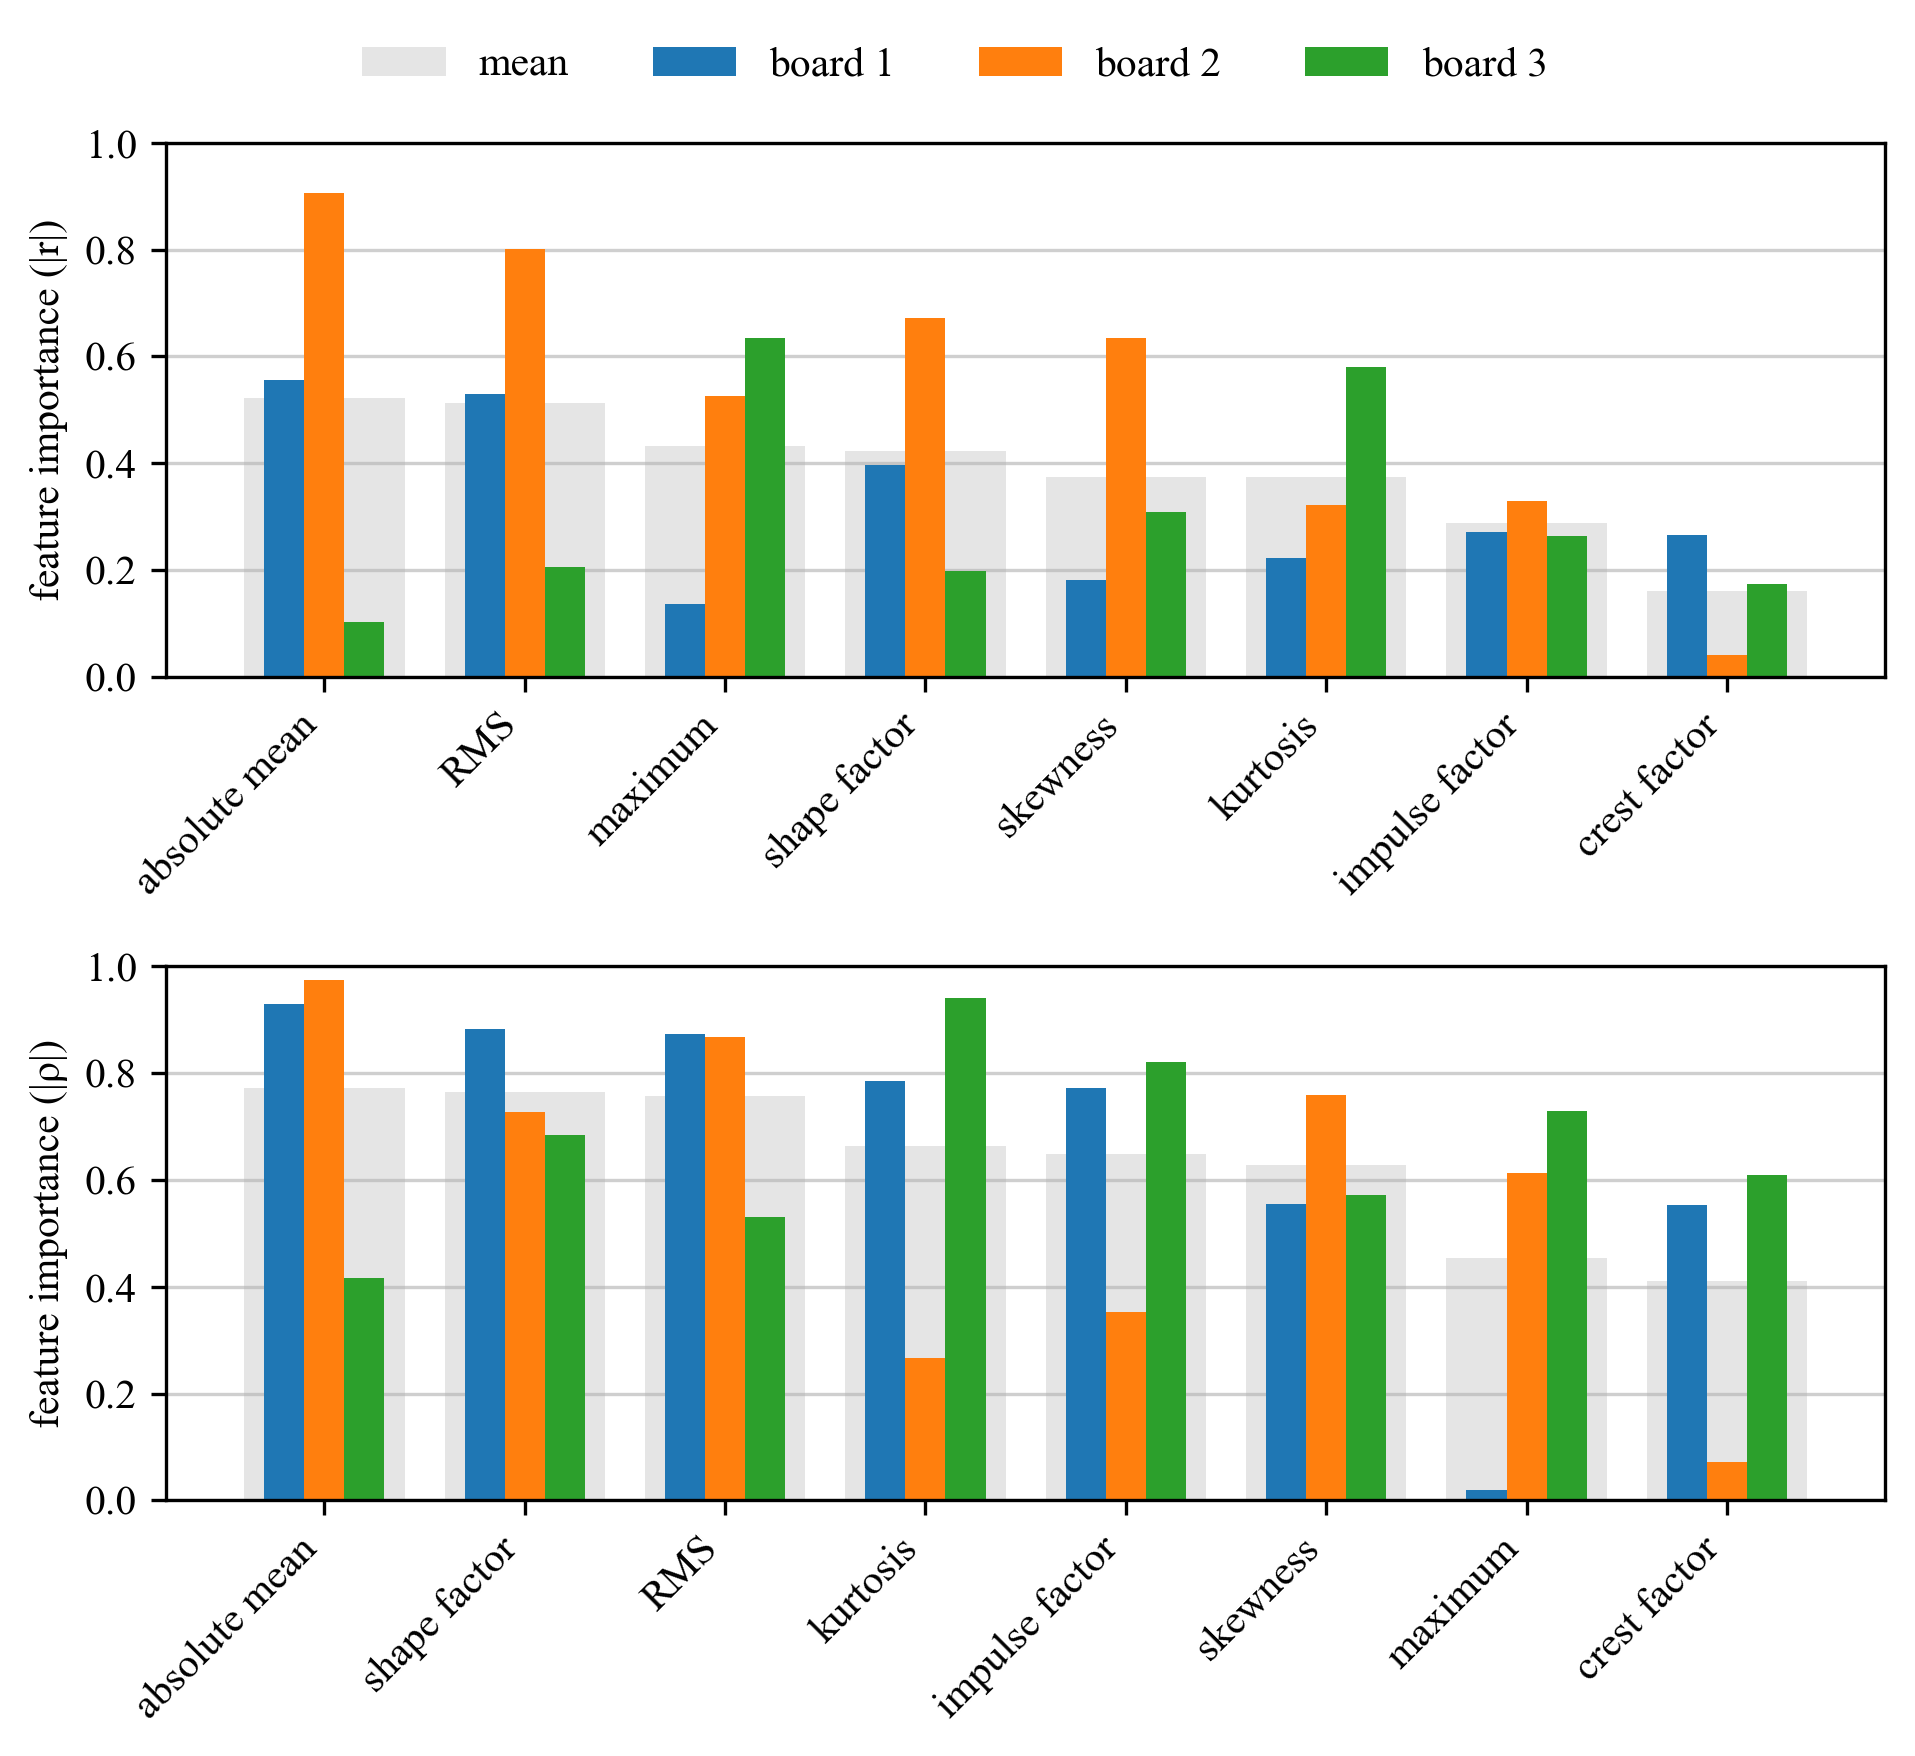 mean board 1 board 2 board 3
feature importance (|r|)
1.0
0.8
0.6
0.4
0.2
0.0
absolute mean
RMS
maximum
shape factor
skewness
kurtosis
impulse factor
crest factor
feature importance (|ρ|)
1.0
0.8
0.6
0.4
0.2
0.0
absolute mean
shape factor
RMS
kurtosis
impulse factor
skewness
maximum
crest factor